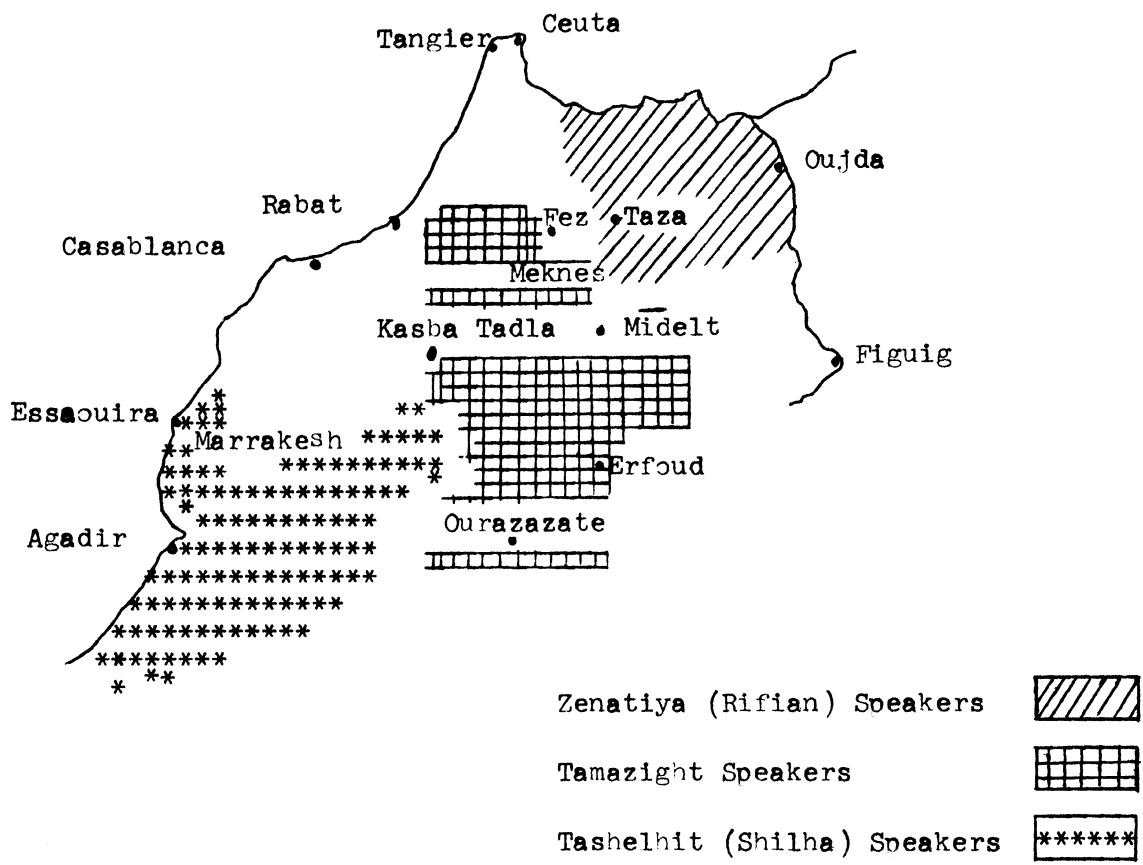 Ceuta
Tangier
Oujda
Rabat
Fez
Taza
Casablanca
Meknes
Kasba Tadla
Midelt
Figuig
Essaouira
Marrakesh
Erfoud
Ourazazate
Agadir
Zenatiya (Rifian) Speakers
Tamazight Speakers
Tashelhit (Shilha) Speakers